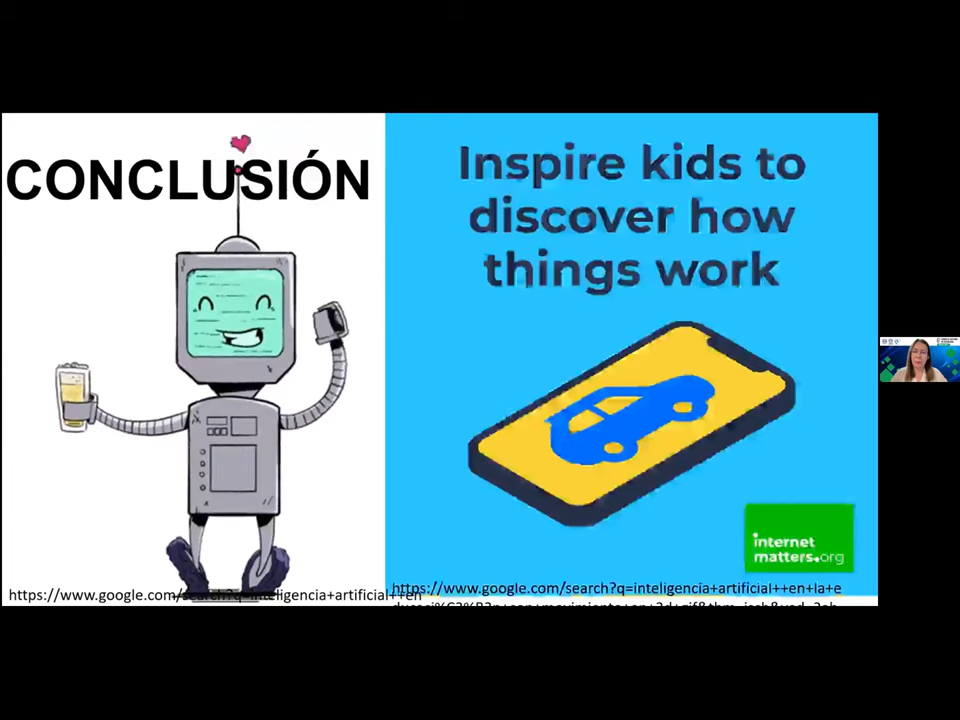 CONCLUSIÓN
https://www.google.com/search?q=inteligencia+artificial++en
Inspire kids to
discover how
things work
internet
matters.org
https://www.google.com/search?q=inteligencia+artificial++en+la+e